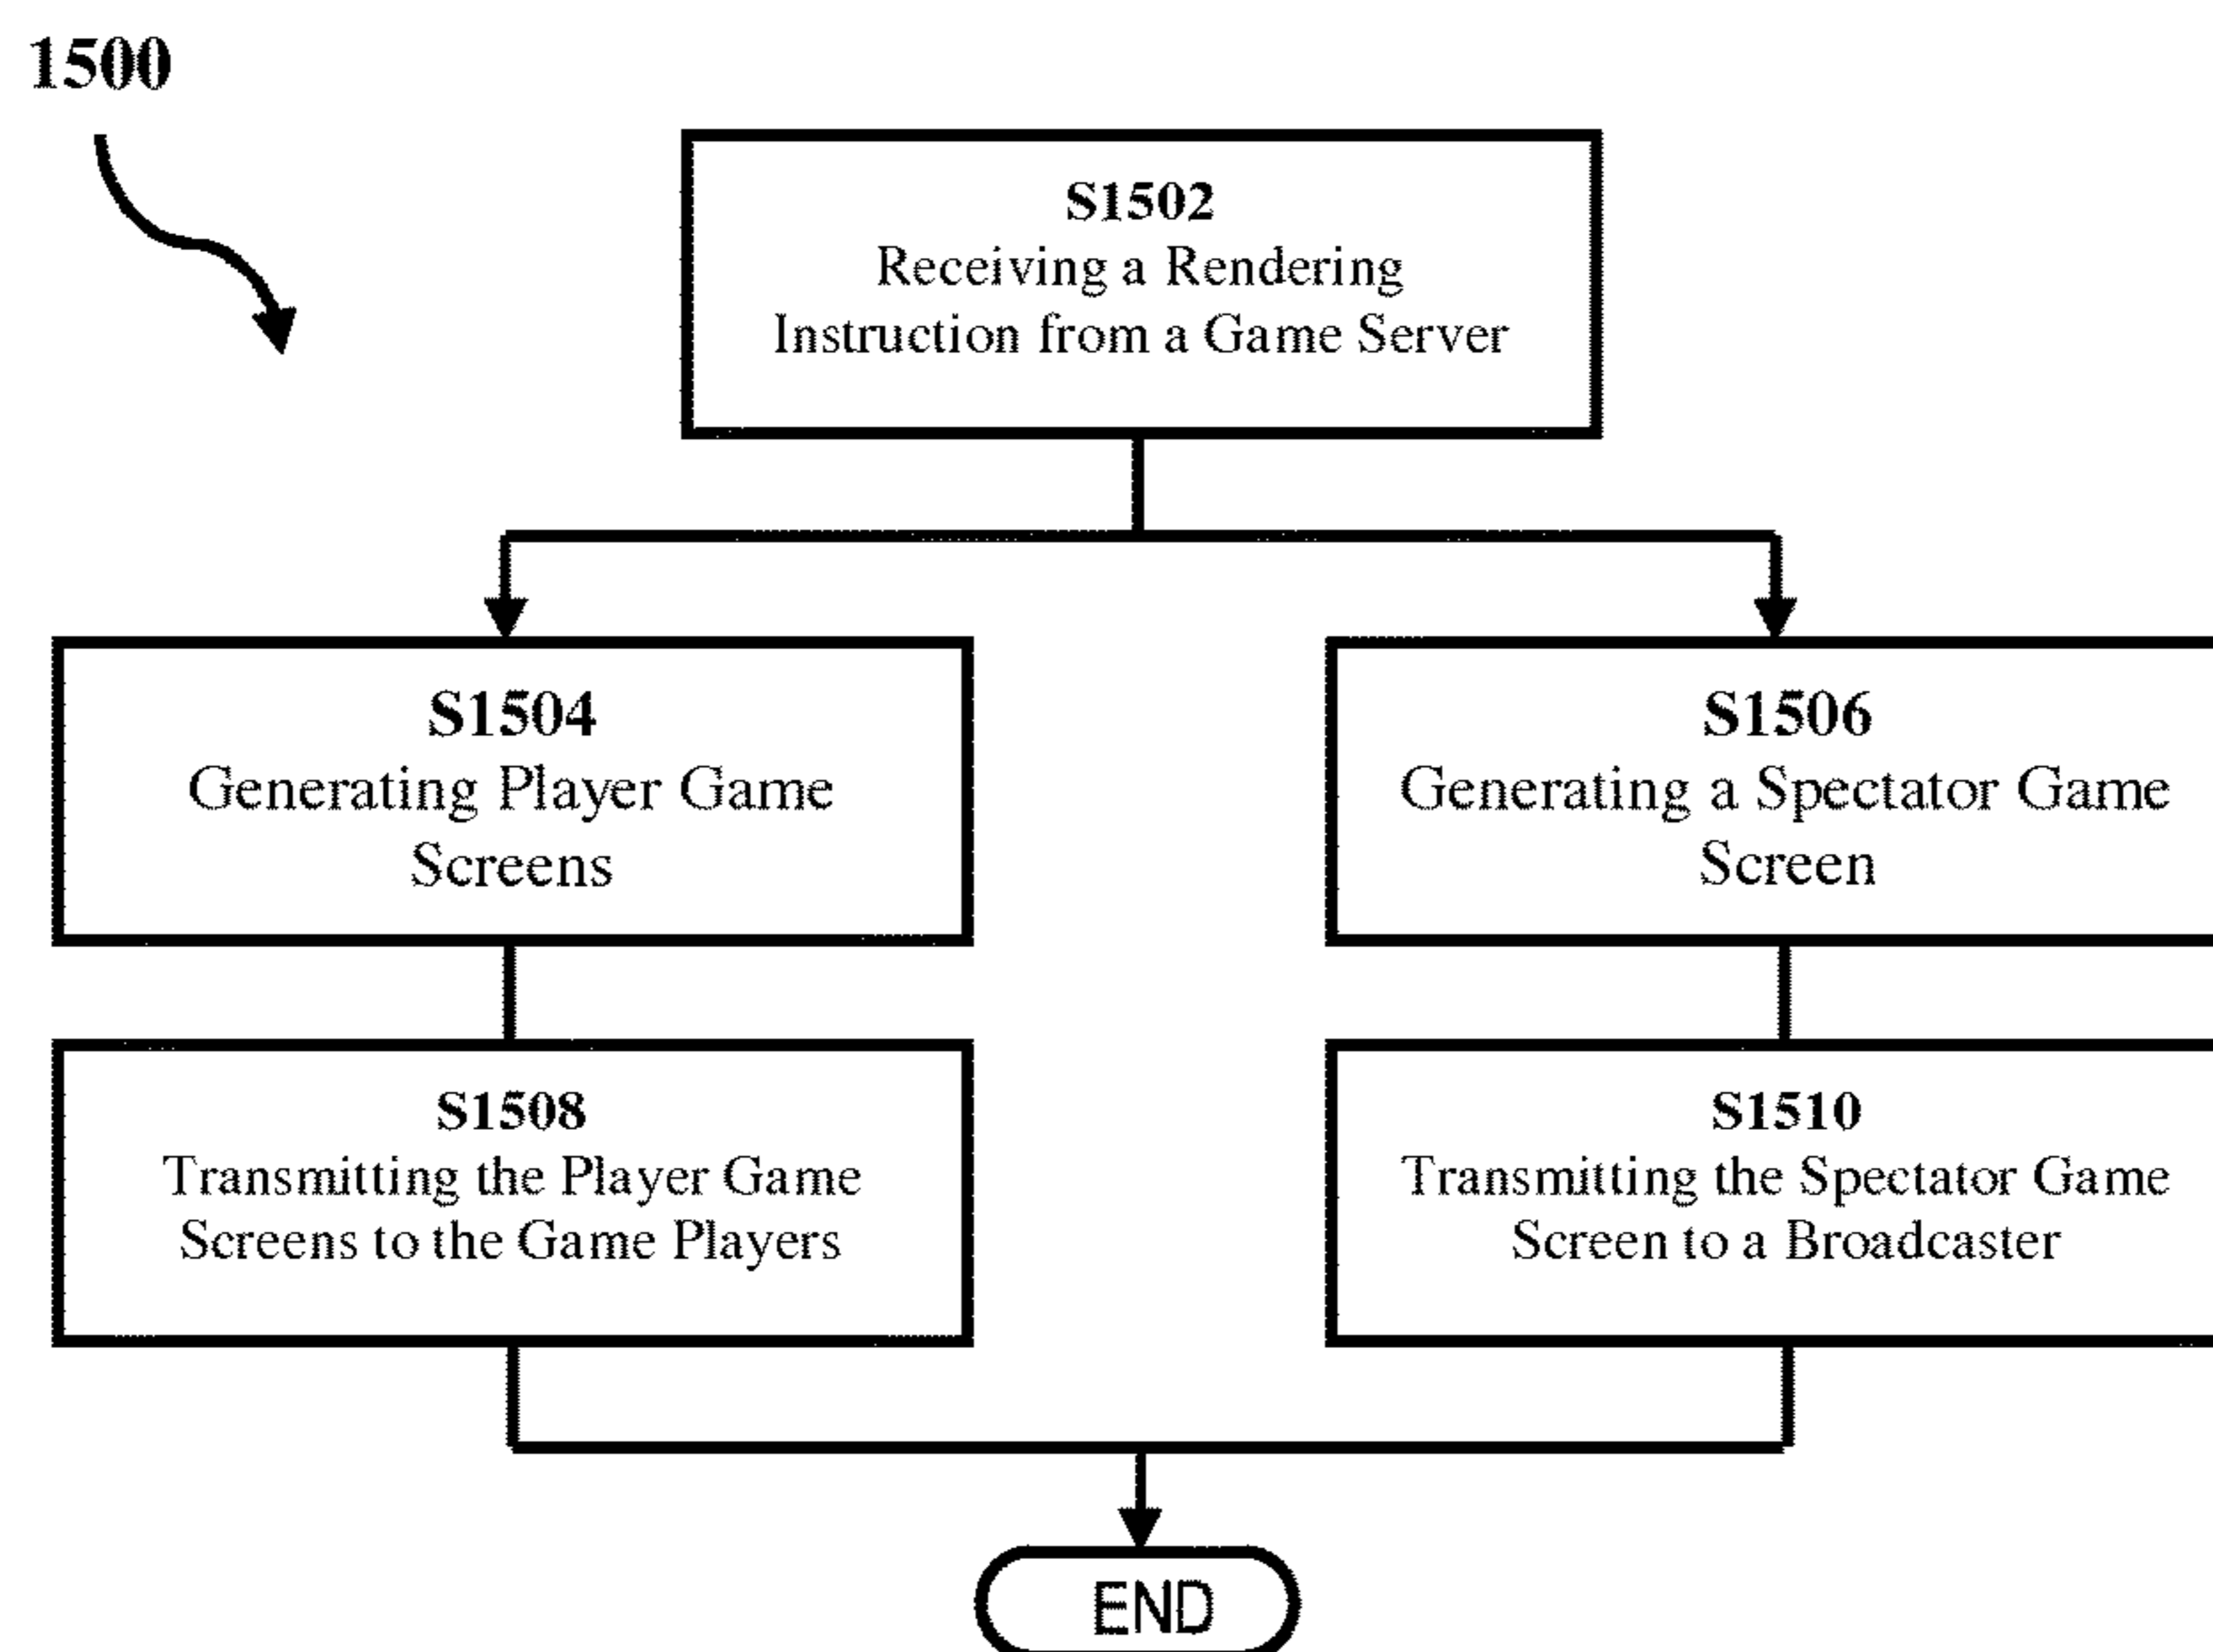 1500
S1502
Receiving a Rendering
Instruction from a Game Server
S1504
Generating Player Game
Screens
S1506
Generating a Spectator Game
Screen
S1508
Transmitting the Player Game
Screens to the Game Players
S1510
Transmitting the Spectator Game
Screen to a Broadcaster
END